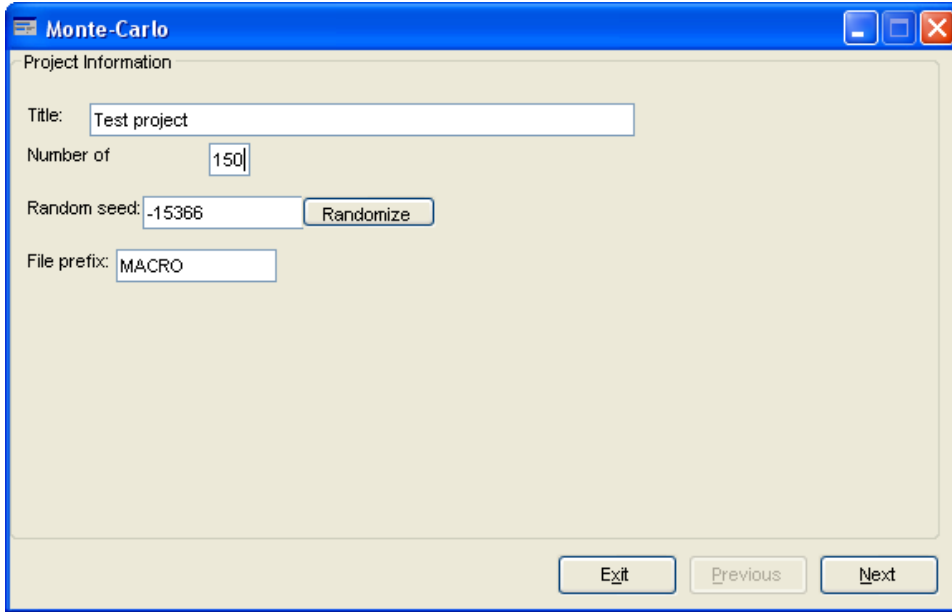 Monte-Carlo
Project Information
Title: Test project
Number of 150
Random seed: -15366 Randomize
File prefix: MACRO
Exit Previous Next